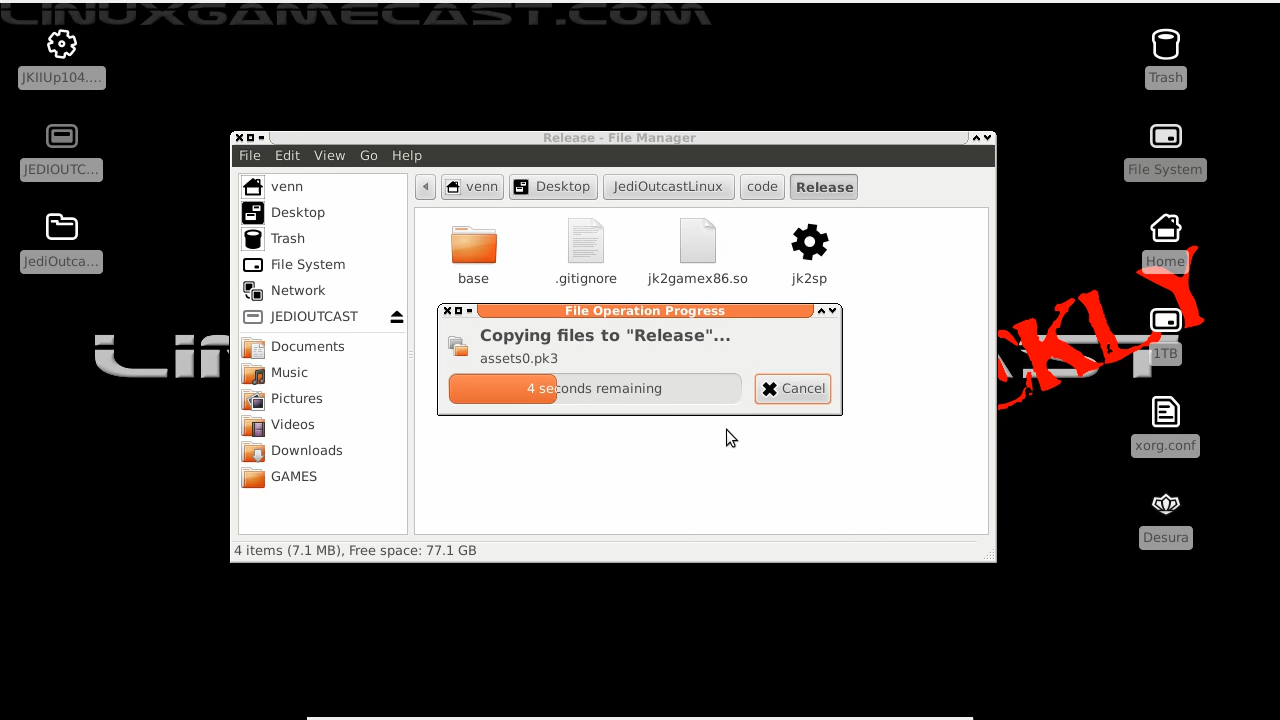 LINUXGAMECAST.COM
JKIIUp104....
JEDIOUTC...
JediOutca...
Trash
File System
Home
1TB
xorg.conf
Desura
Release - File Manager
File Edit View Go Help
venn Desktop JediOutcastLinux code Release
venn
Desktop
Trash
File System
Network
JEDIOUTCAST
Documents
Music
Pictures
Videos
Downloads
GAMES
base .gitignore jk2gamex86.so jk2sp
File Operation Progress
Copying files to "Release"...
assets0.pk3
4 seconds remaining Cancel
4 items (7.1 MB), Free space: 77.1 GB